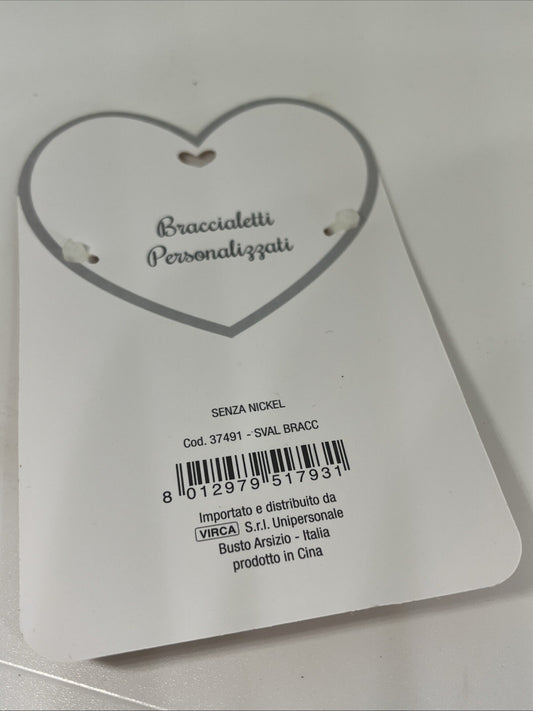 Braccialetti
Personalizzati
SENZA NICKEL
Cod. 37491 - SVAL BRACC
8 012979 517931
Importato e distribuito da
VIRCA S.r.l. Unipersonale
Busto Arsizio - Italia
prodotto in Cina